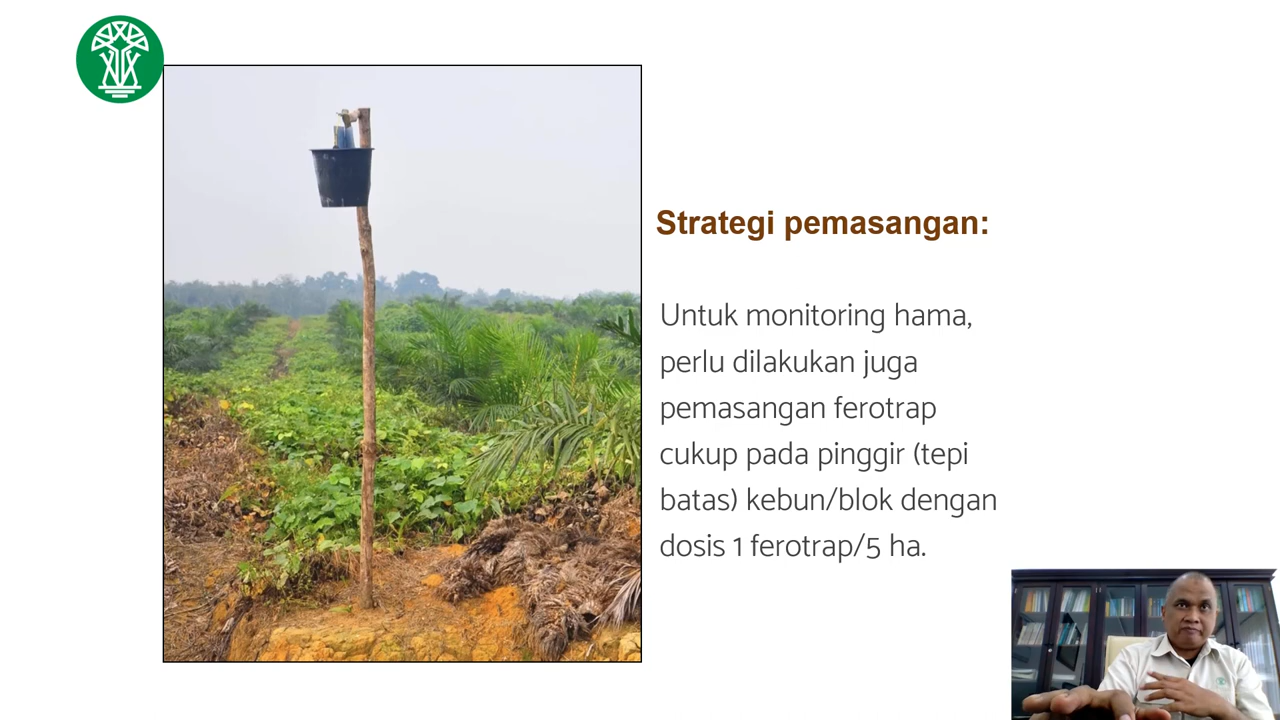 Strategi pemasangan:
Untuk monitoring hama,
perlu dilakukan juga
pemasangan ferotrap
cukup pada pinggir (tepi
batas) kebun/blok dengan
dosis 1 ferotrap/5 ha.